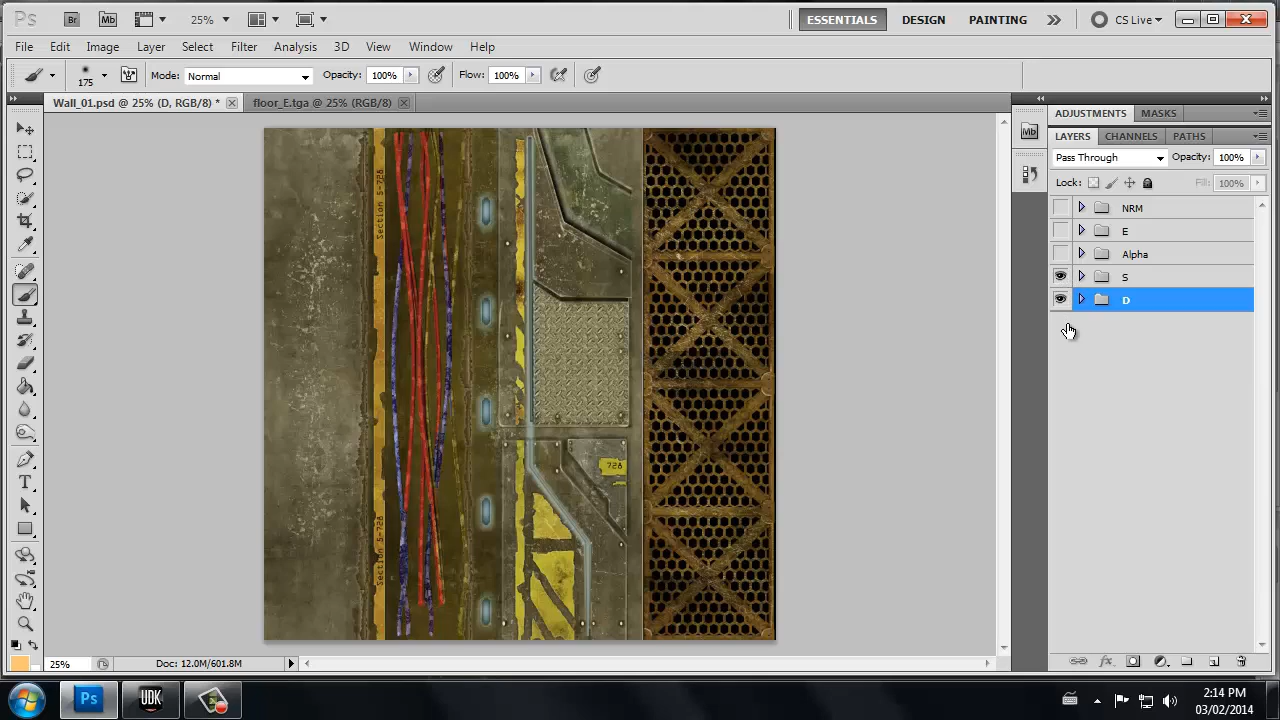 Ps Br Mb 25% ESSENTIALS DESIGN PAINTING CS Live
File Edit Image Layer Select Filter Analysis 3D View Window Help
175 Mode: Normal Opacity: 100% Flow: 100%
Wall_01.psd @ 25% (D, RGB/8) * floor_E.tga @ 25% (RGB/8)
ADJUSTMENTS MASKS
Mb
LAYERS CHANNELS PATHS
Pass Through Opacity: 100%
Lock: Fill: 100%
NRM
E
Alpha
S
D
Section S-728
728
Section S-728
T
25% Doc: 12.0M/601.8M
Ps UDK
2:14 PM
03/02/2014